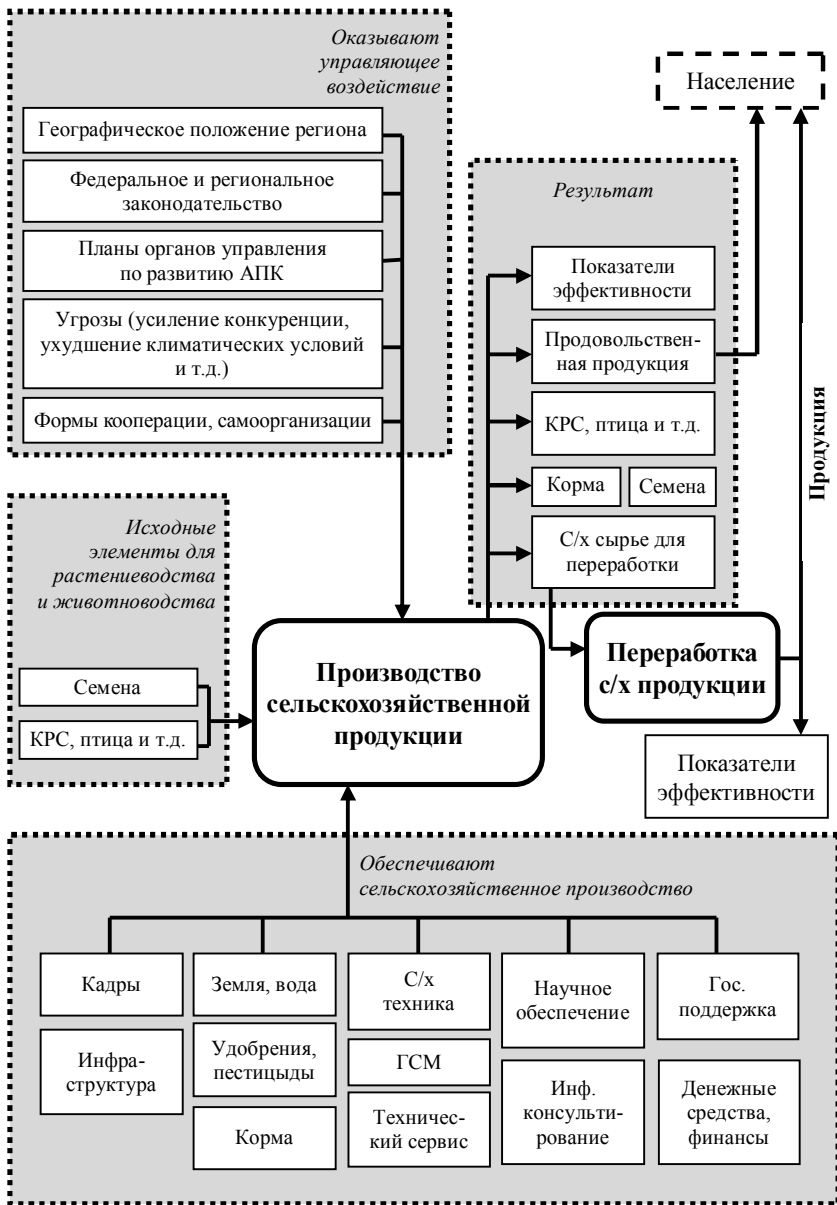 Оказывают
управляющее
воздействие
Географическое положение региона
Федеральное и региональное
законодательство
Планы органов управления
по развитию АПК
Угрозы (усиление конкуренции,
ухудшение климатических условий
и т.д.)
Формы кооперации, самоорганизации
Население
Результат
Показатели
эффективности
Продовольствен-
ная продукция
КРС, птица и т.д.
Корма
Семена
С/х сырье для
переработки
Продукция
Исходные
элементы для
растениеводства
и животноводства
Семена
КРС, птица и т.д.
Производство
сельскохозяйственной
продукции
Переработка
с/х продукции
Показатели
эффективности
Обеспечивают
сельскохозяйственное производство
Кадры
Инфра-
структура
Земля, вода
Удобрения,
пестициды
Корма
С/х
техника
ГСМ
Техничес-
кий сервис
Научное
обеспечение
Инф.
консульти-
рование
Гос.
поддержка
Денежные
средства,
финансы